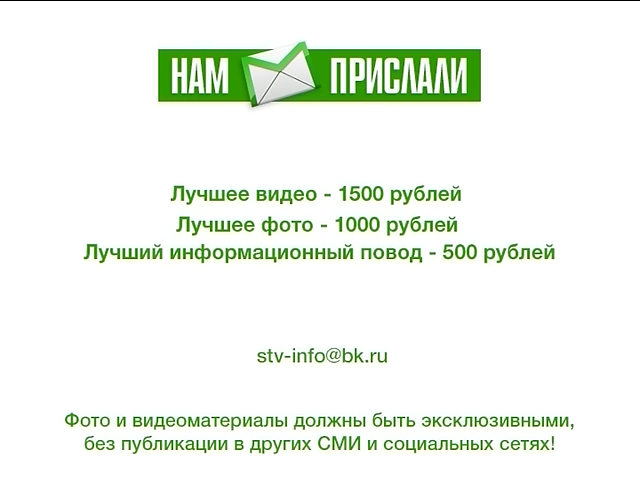 НАМ ПРИСЛАЛИ
Лучшее видео - 1500 рублей
Лучшее фото - 1000 рублей
Лучший информационный повод - 500 рублей
stv-info@bk.ru
Фото и видеоматериалы должны быть эксклюзивными,
без публикации в других СМИ и социальных сетях!